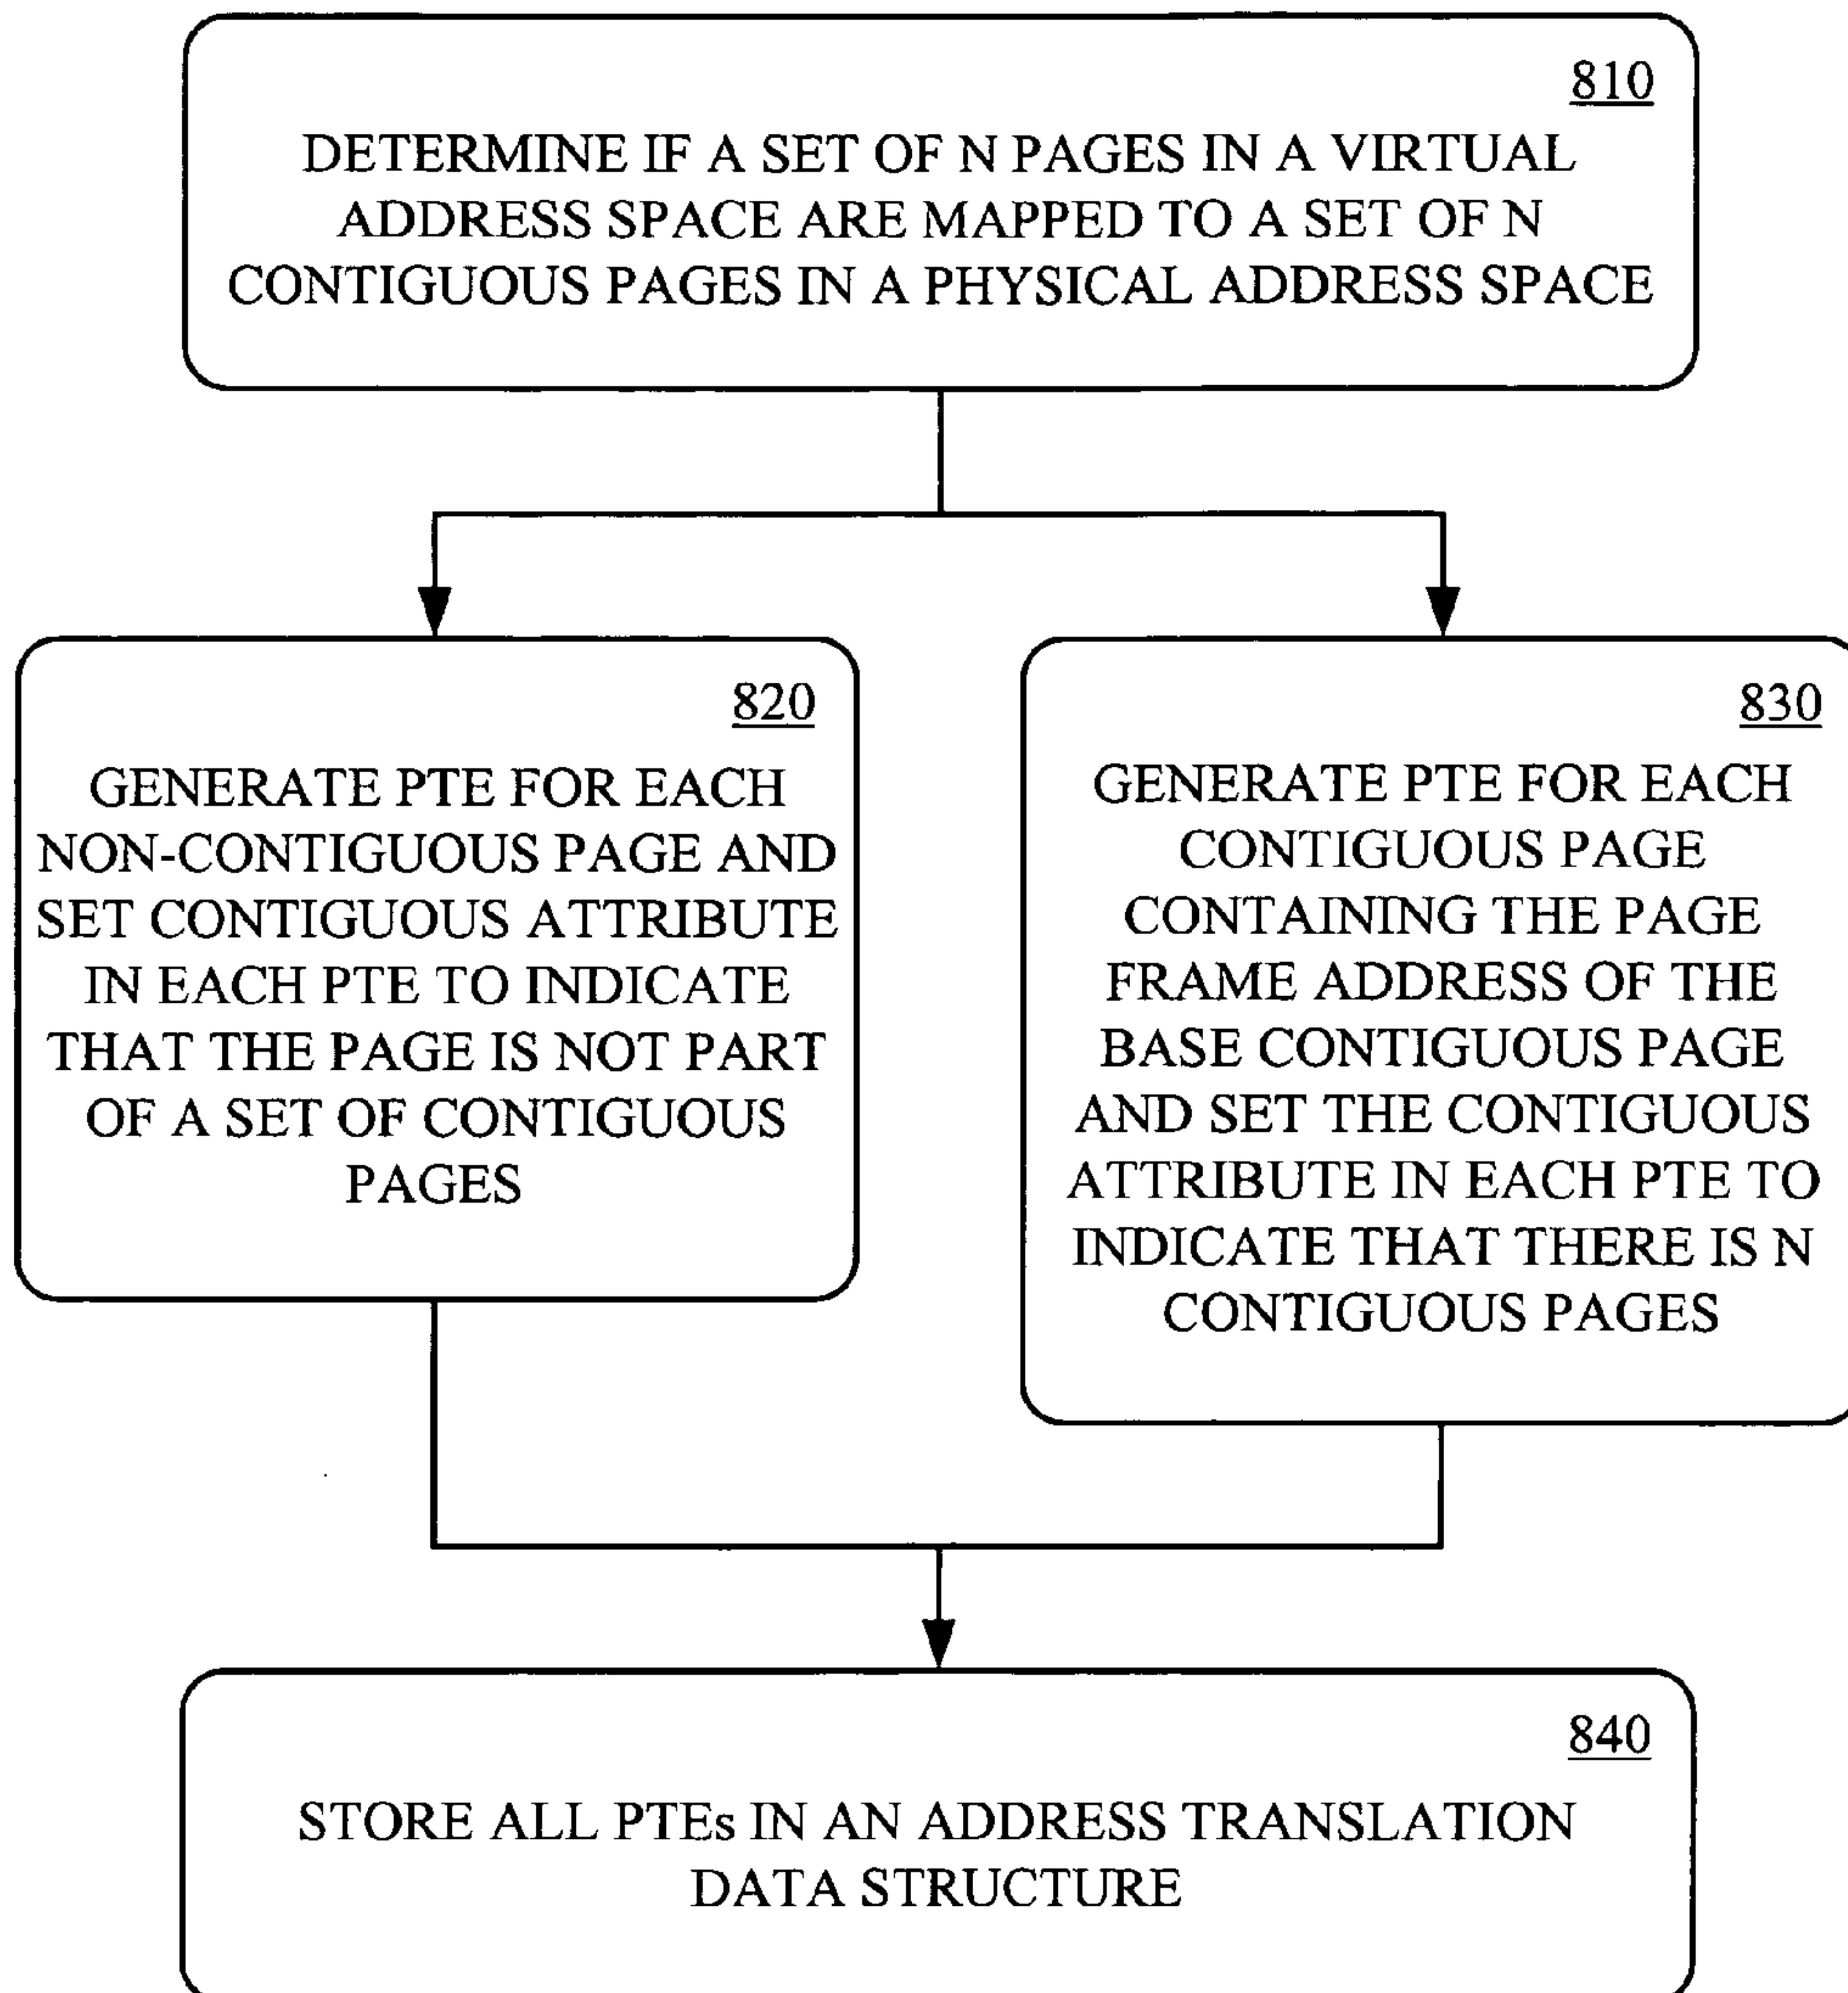 810
DETERMINE IF A SET OF N PAGES IN A VIRTUAL
ADDRESS SPACE ARE MAPPED TO A SET OF N
CONTIGUOUS PAGES IN A PHYSICAL ADDRESS SPACE
820
GENERATE PTE FOR EACH
NON-CONTIGUOUS PAGE AND
SET CONTIGUOUS ATTRIBUTE
IN EACH PTE TO INDICATE
THAT THE PAGE IS NOT PART
OF A SET OF CONTIGUOUS
PAGES
830
GENERATE PTE FOR EACH
CONTIGUOUS PAGE
CONTAINING THE PAGE
FRAME ADDRESS OF THE
BASE CONTIGUOUS PAGE
AND SET THE CONTIGUOUS
ATTRIBUTE IN EACH PTE TO
INDICATE THAT THERE IS N
CONTIGUOUS PAGES
840
STORE ALL PTEs IN AN ADDRESS TRANSLATION
DATA STRUCTURE